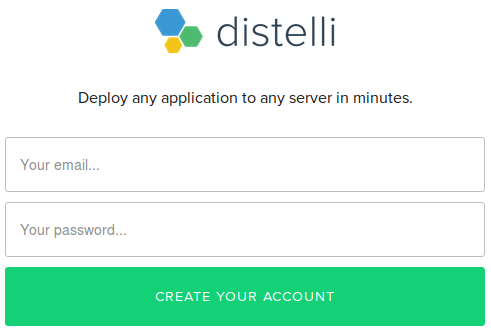 distelli
Deploy any application to any server in minutes.
Your email...
Your password...
CREATE YOUR ACCOUNT